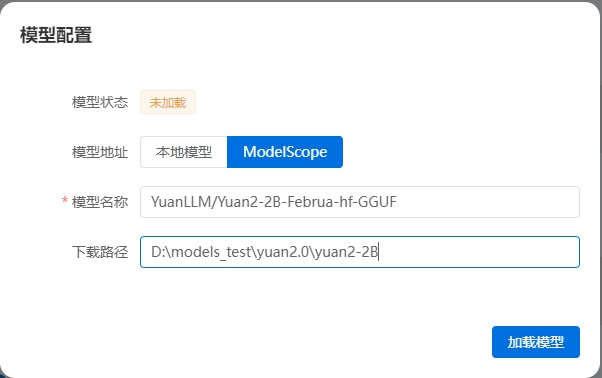 模型配置
模型状态 未加载
模型地址 本地模型 ModelScope
* 模型名称 YuanLLM/Yuan2-2B-Februa-hf-GGUF
下载路径 D:\models_test\yuan2.0\yuan2-2B
加载模型